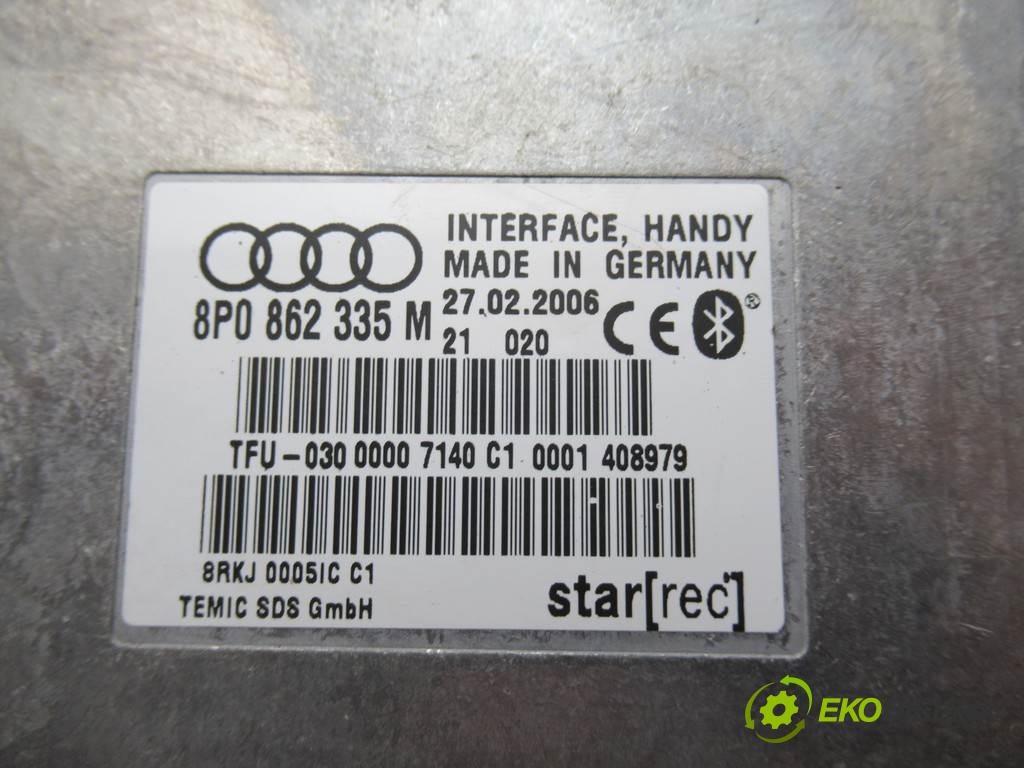 INTERFACE, HANDY
MADE IN GERMANY
8P0 862 335 M
27.02.2006
21 020
CE
®
TFU-030 0000 7140 C1 0001 408979
8RKJ 0005IC C1
TEMIC SDS GmbH
star[rec]
EKO